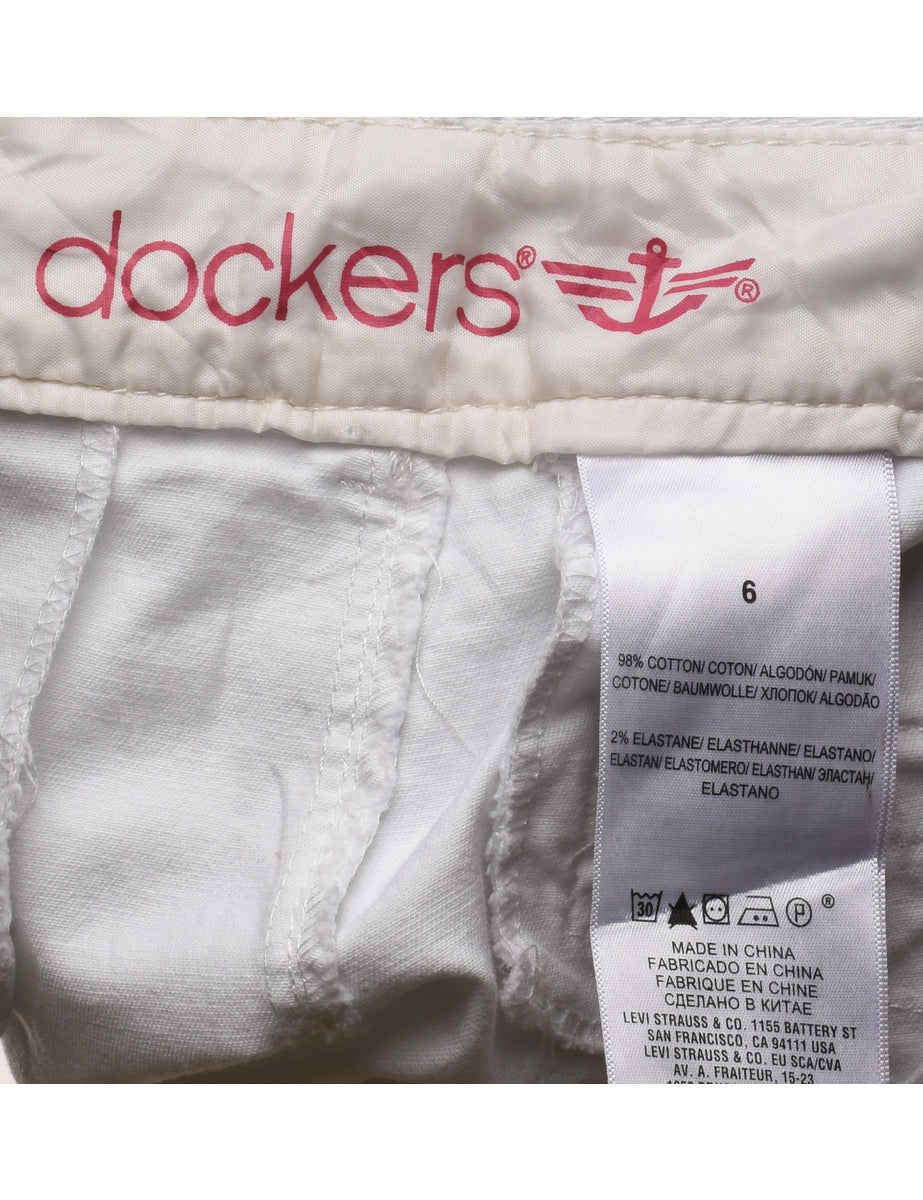 dockers®
®
6
98% COTTON/ COTON/ ALGODÓN/ PAMUK/
COTONE/ BAUMWOLLE/ ХЛОПОК/ ALGODÃO
2% ELASTANE/ ELASTHANNE/ ELASTANO/
ELASTAN/ ELASTOMERO/ ELASTHAN/ ЭЛАСТАН/
ELASTANO
30 P ®
MADE IN CHINA
FABRICADO EN CHINA
FABRIQUE EN CHINE
СДЕЛАНО В КИТАЕ
LEVI STRAUSS & CO. 1155 BATTERY ST
SAN FRANCISCO, CA 94111 USA
LEVI STRAUSS & CO. EU SCA/CVA
AV. A. FRAITEUR, 15-23